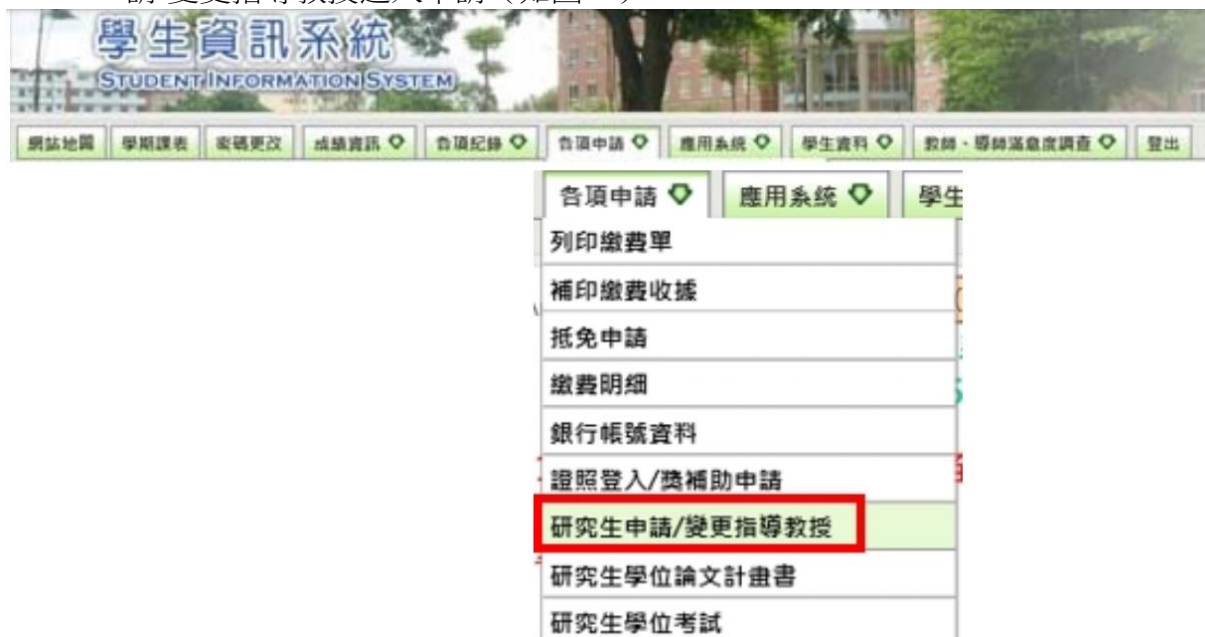 學生資訊系統
STUDENT INFORMATION SYSTEM
網站地圖 學期課表 密碼更改 成績資訊 各項紀錄 各項申請 應用系統 學生資料 教師、導師滿意度調查 登出
各項申請 應用系統 學生
列印繳費單
補印繳費收據
抵免申請
繳費明細
銀行帳號資料
證照登入/獎補助申請
研究生申請/變更指導教授
研究生學位論文計畫書
研究生學位考試